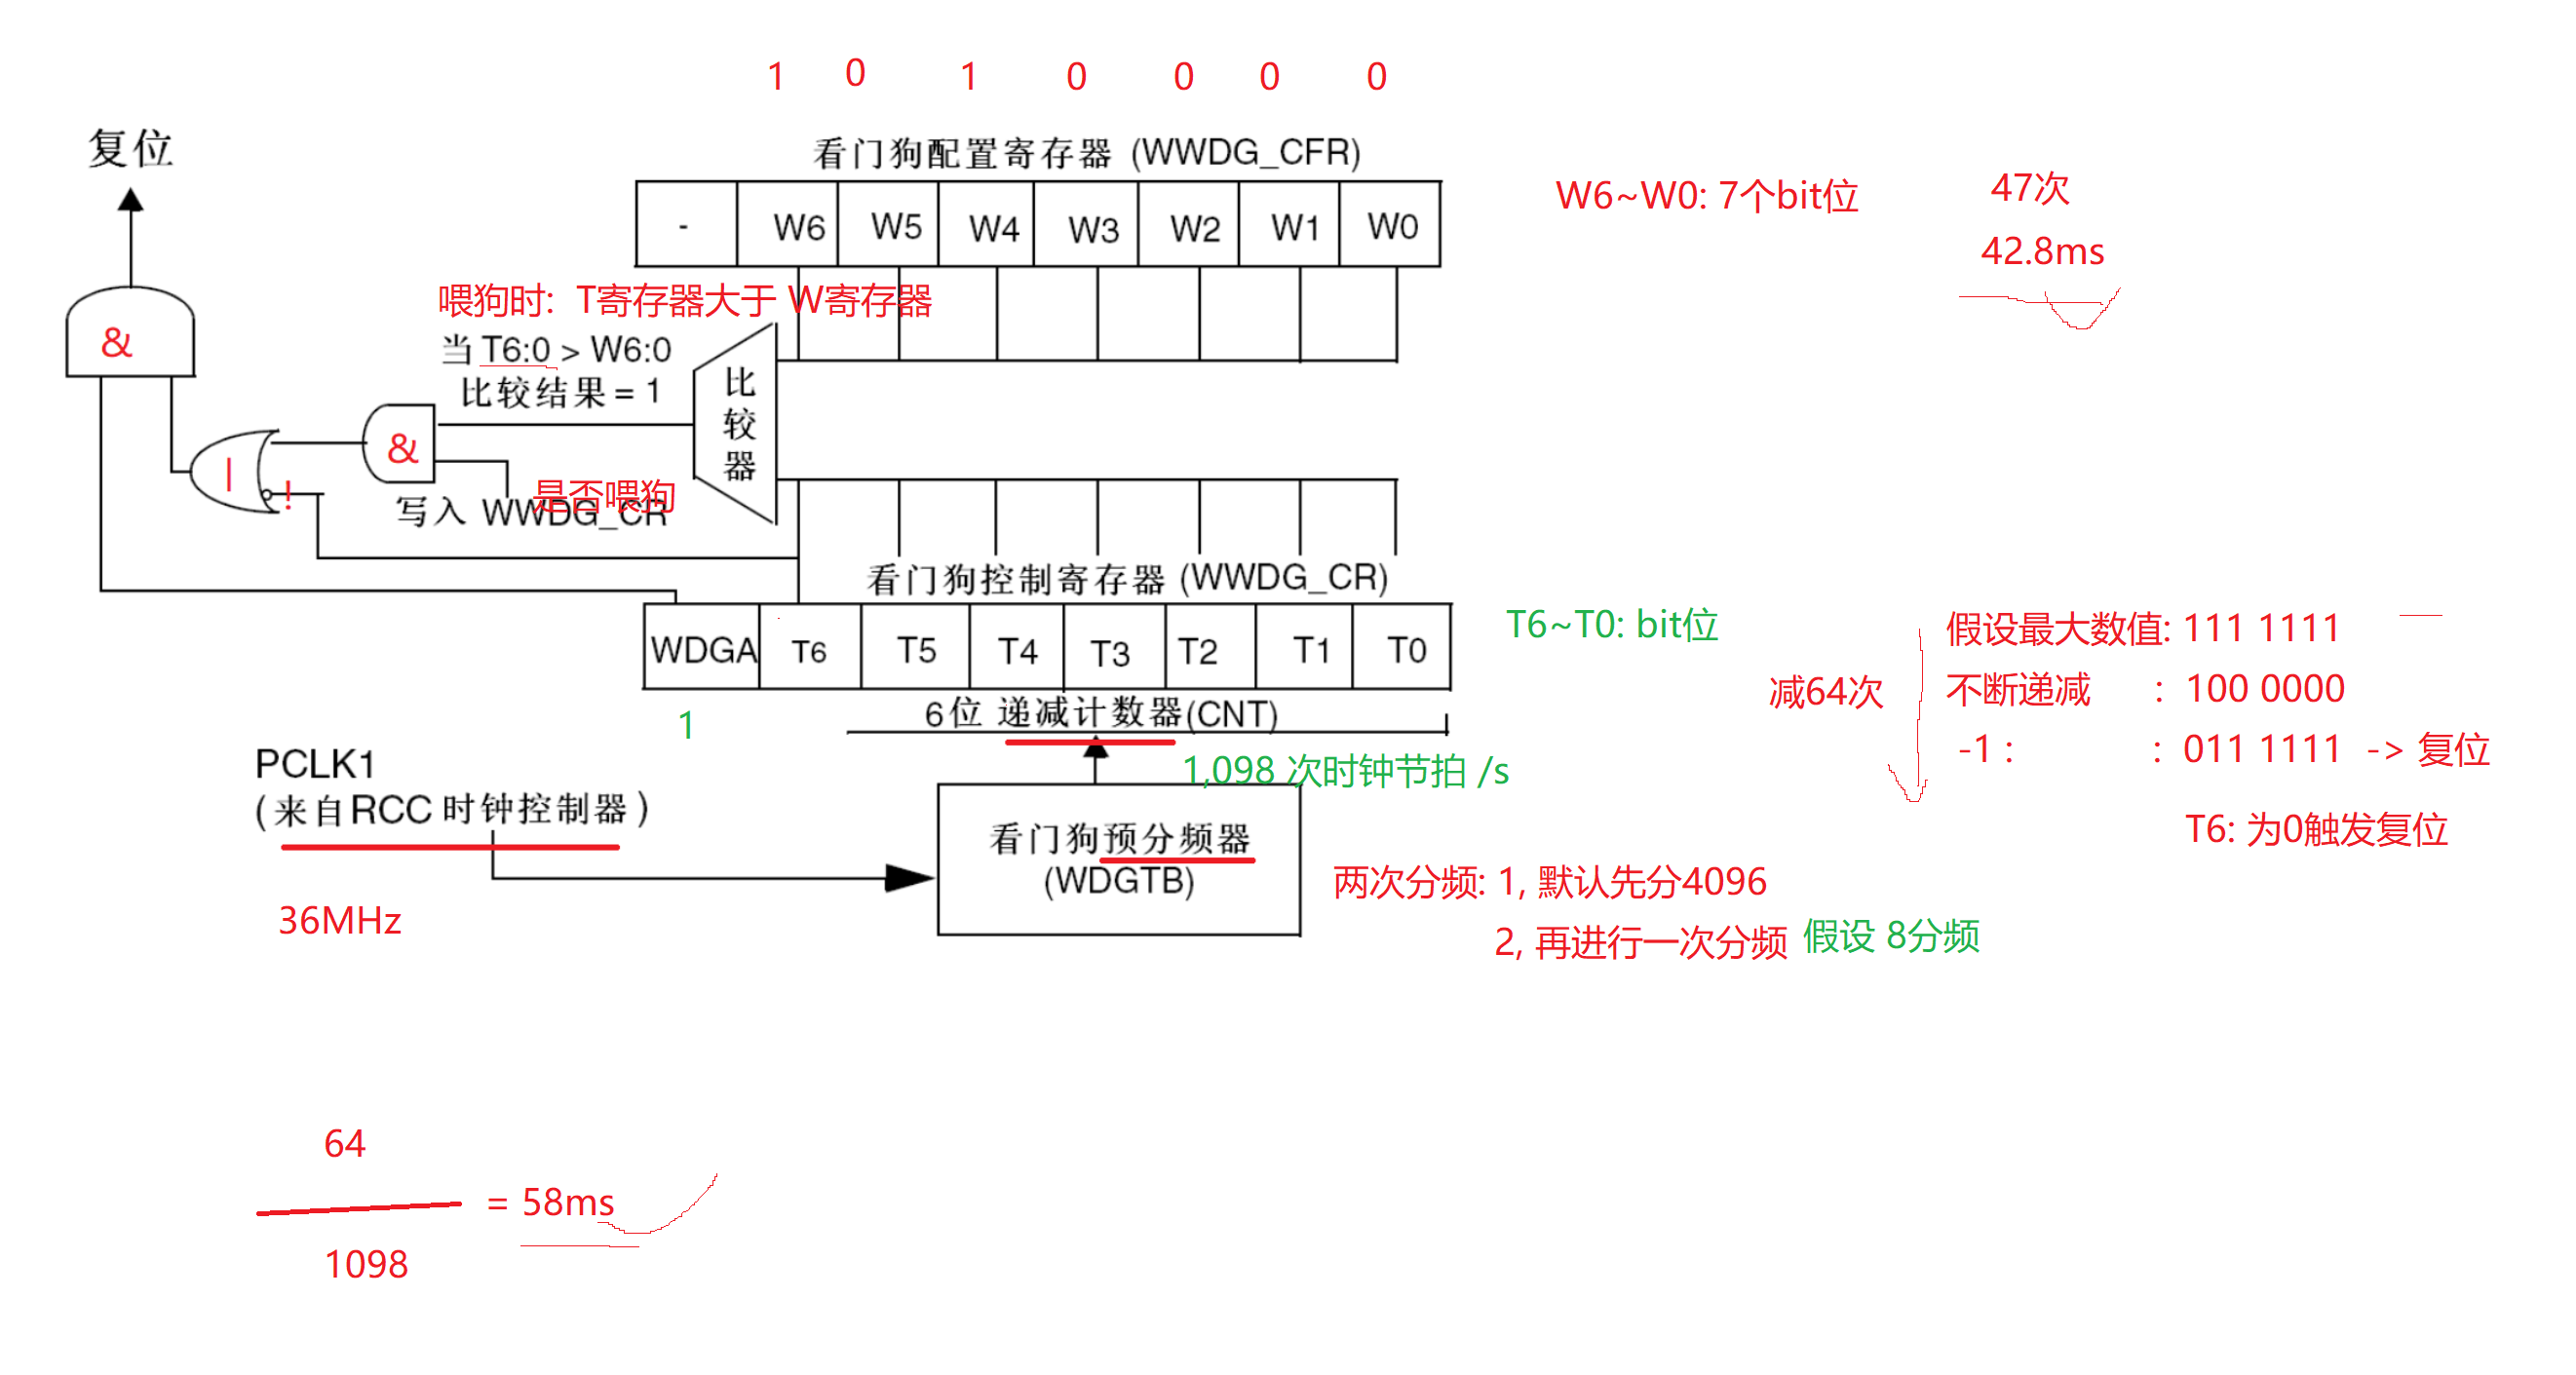 1 0 1 0 0 0 0
复位
看门狗配置寄存器 (WWDG_CFR)
- W6 W5 W4 W3 W2 W1 W0
W6~W0: 7个bit位
47次
42.8ms
喂狗时: T寄存器大于 W寄存器
当 T6:0 > W6:0
比较结果 = 1
比较器
&
&
| !
是否喂狗
写入 WWDG_CR
看门狗控制寄存器 (WWDG_CR)
WDGA T6 T5 T4 T3 T2 T1 T0
T6~T0: bit位
假设最大数值: 111 1111
减64次
不断递减 : 100 0000
-1 : : 011 1111 -> 复位
T6: 为0触发复位
1
6位 递减计数器(CNT)
1,098 次时钟节拍 /s
PCLK1
(来自RCC 时钟控制器)
36MHz
看门狗预分频器
(WDGTB)
两次分频: 1, 默认先分4096
2, 再进行一次分频 假设 8分频
64
= 58ms
1098